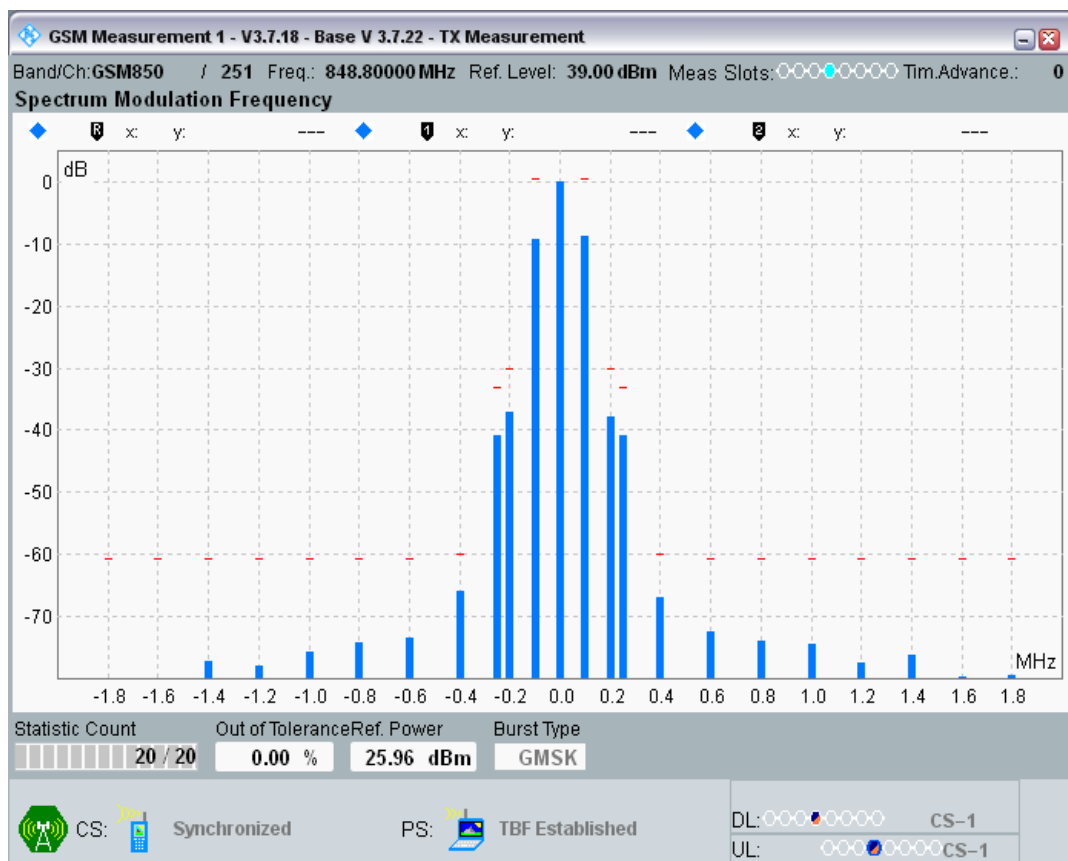 GSM Measurement 1 - V3.7.18 - Base V 3.7.22 - TX Measurement
Band/Ch.:GSM850 / 251 Freq.: 848.80000 MHz Ref. Level: 39.00 dBm Meas Slots: Tim.Advance.: 0
Spectrum Modulation Frequency
R x: y: --- 1 x: y: --- 2 x: y: ---
dB
0
-10
-20
-30
-40
-50
-60
-70
MHz
-1.8 -1.6 -1.4 -1.2 -1.0 -0.8 -0.6 -0.4 -0.2 0.0 0.2 0.4 0.6 0.8 1.0 1.2 1.4 1.6 1.8
Statistic Count Out of Tolerance Ref. Power Burst Type
20 / 20 0.00 % 25.96 dBm GMSK
CS: Synchronized PS: TBF Established
DL: CS-1
UL: CS-1